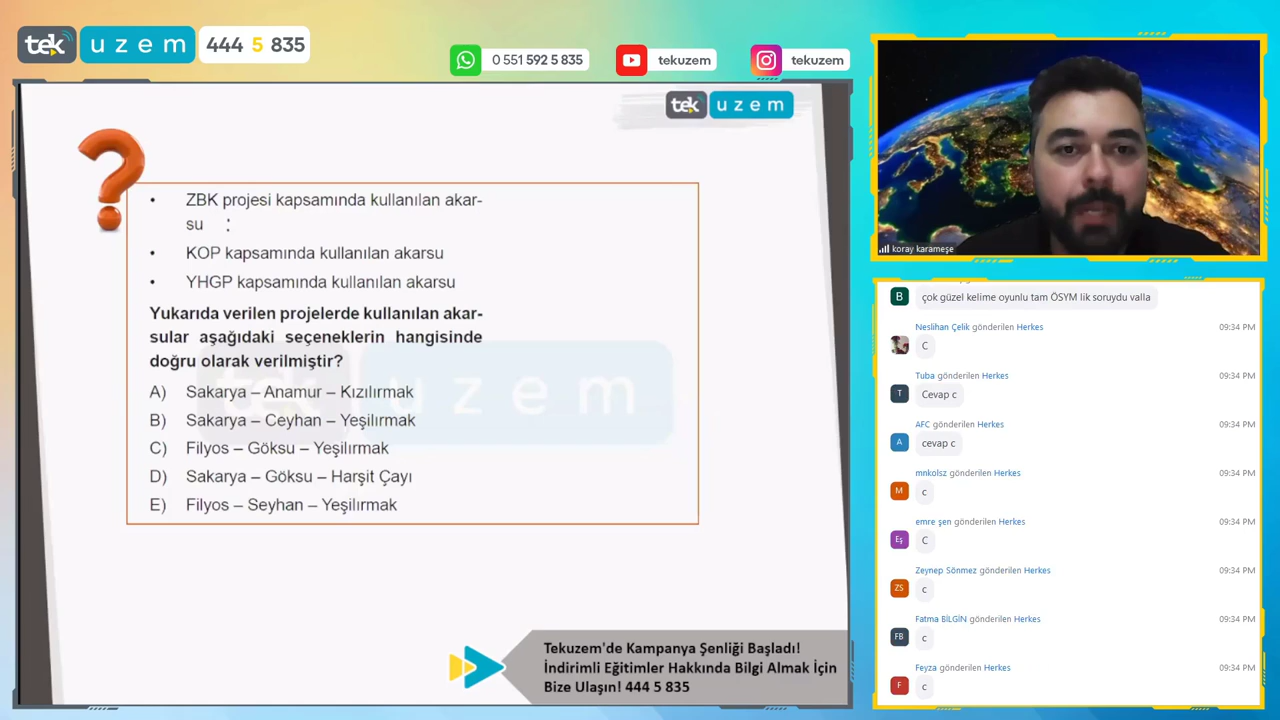 tek uzem 444 5 835
0 551 592 5 835
tekuzem
tekuzem
tek uzem
• ZBK projesi kapsamında kullanılan akar-
su :
• KOP kapsamında kullanılan akarsu
• YHGP kapsamında kullanılan akarsu
Yukarıda verilen projelerde kullanılan akar-
sular aşağıdaki seçeneklerin hangisinde
doğru olarak verilmiştir?
A) Sakarya – Anamur – Kızılırmak
B) Sakarya – Ceyhan – Yeşilırmak
C) Filyos – Göksu – Yeşilırmak
D) Sakarya – Göksu – Harşit Çayı
E) Filyos – Seyhan – Yeşilırmak
tek uzem
Tekuzem'de Kampanya Şenliği Başladı!
İndirimli Eğitimler Hakkında Bilgi Almak İçin
Bize Ulaşın! 444 5 835
koray karameşe
B çok güzel kelime oyunlu tam ÖSYM lik soruydu valla
Neslihan Çelik gönderilen Herkes 09:34 PM
C
Tuba gönderilen Herkes 09:34 PM
T Cevap c
AFC gönderilen Herkes 09:34 PM
A cevap c
mnkolsz gönderilen Herkes 09:34 PM
M c
emre şen gönderilen Herkes 09:34 PM
Eş C
Zeynep Sönmez gönderilen Herkes 09:34 PM
ZS c
Fatma BİLGİN gönderilen Herkes 09:34 PM
FB c
Feyza gönderilen Herkes 09:34 PM
F c